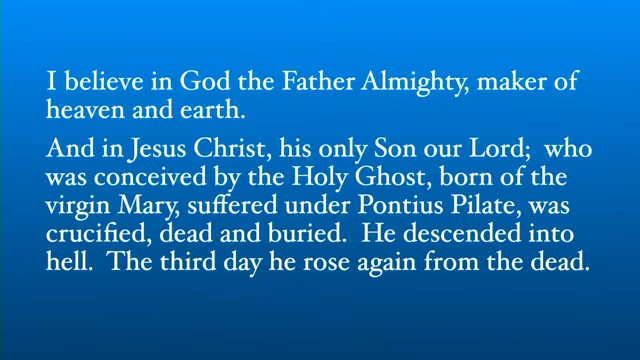 I believe in God the Father Almighty, maker of
heaven and earth.
And in Jesus Christ, his only Son our Lord;  who
was conceived by the Holy Ghost, born of the
virgin Mary, suffered under Pontius Pilate, was
crucified, dead and buried.  He descended into
hell.  The third day he rose again from the dead.